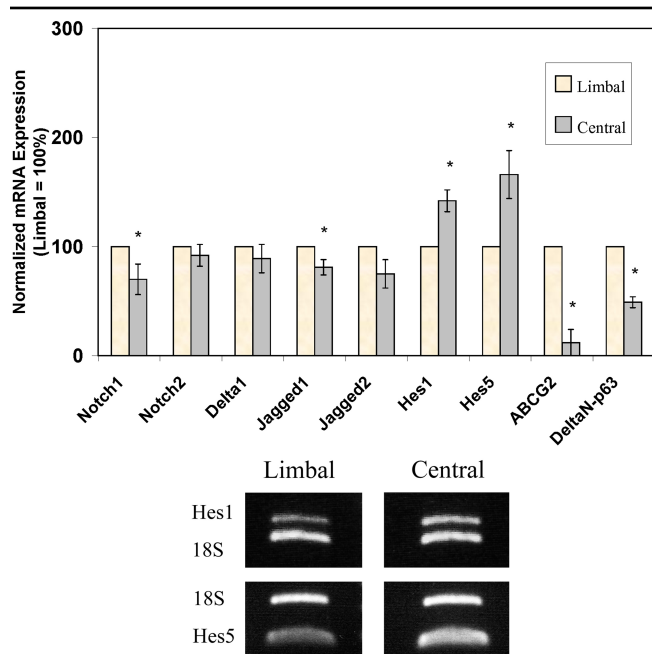 300
200
100
0
Normalized mRNA Expression
(Limbal = 100%)
Limbal
Central
*
*
*
*
*
*
Notch1
Notch2
Delta1
Jagged1
Jagged2
Hes1
Hes5
ABCG2
DeltaN-p63
Limbal Central
Hes1
18S
18S
Hes5